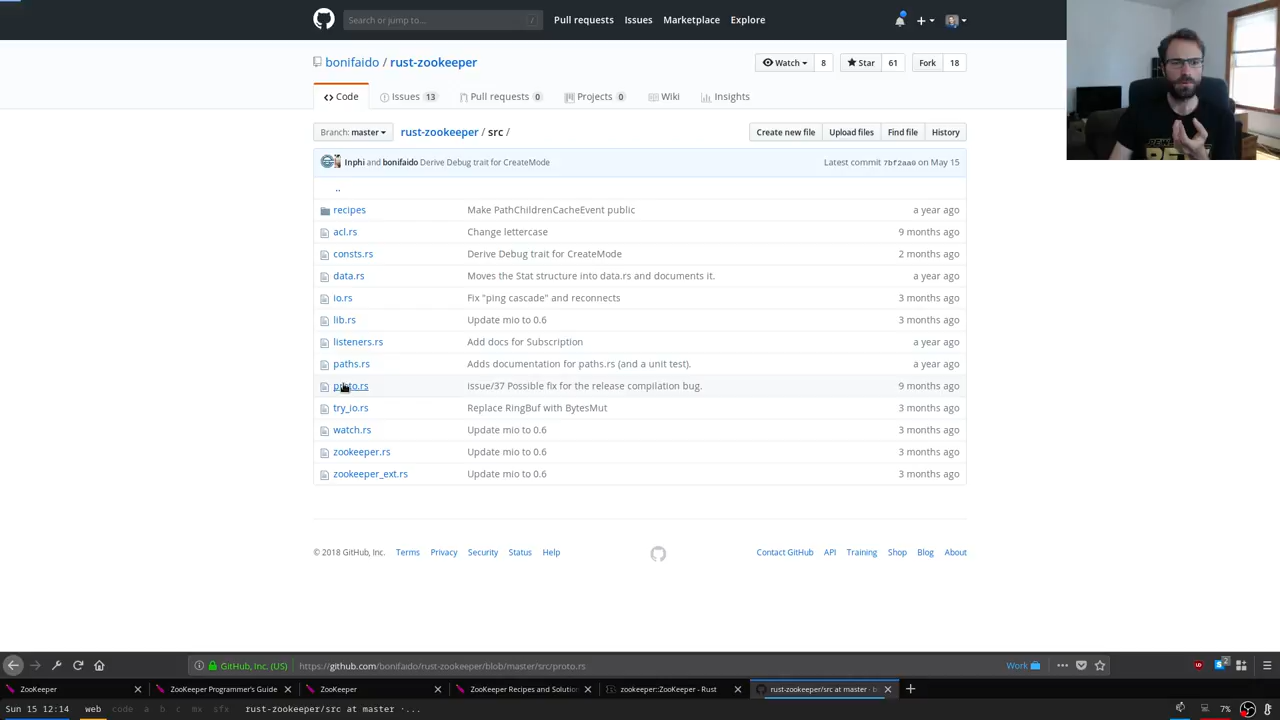 Search or jump to...
/
Pull requests
Issues
Marketplace
Explore
bonifaido / rust-zookeeper
Watch 8
Star 61
Fork 18
Code
Issues 13
Pull requests 0
Projects 0
Wiki
Insights
Branch: master
rust-zookeeper / src /
Create new file
Upload files
Find file
History
Inphi and bonifaido Derive Debug trait for CreateMode
Latest commit 7bf2aa0 on May 15
..
recipes Make PathChildrenCacheEvent public a year ago
acl.rs Change lettercase 9 months ago
consts.rs Derive Debug trait for CreateMode 2 months ago
data.rs Moves the Stat structure into data.rs and documents it. a year ago
io.rs Fix "ping cascade" and reconnects 3 months ago
lib.rs Update mio to 0.6 3 months ago
listeners.rs Add docs for Subscription a year ago
paths.rs Adds documentation for paths.rs (and a unit test). a year ago
proto.rs issue/37 Possible fix for the release compilation bug. 9 months ago
try_io.rs Replace RingBuf with BytesMut 3 months ago
watch.rs Update mio to 0.6 3 months ago
zookeeper.rs Update mio to 0.6 3 months ago
zookeeper_ext.rs Update mio to 0.6 3 months ago
© 2018 GitHub, Inc.
Terms
Privacy
Security
Status
Help
Contact GitHub
API
Training
Shop
Blog
About
GitHub, Inc. (US)
https://github.com/bonifaido/rust-zookeeper/blob/master/src/proto.rs
Work
2
ZooKeeper
ZooKeeper Programmer's Guide
ZooKeeper
ZooKeeper Recipes and Solution
zookeeper::ZooKeeper - Rust
rust-zookeeper/src at master · b
Sun 15 12:14
web
code
a
b
c
mx
sfx
rust-zookeeper/src at master ·...
7%